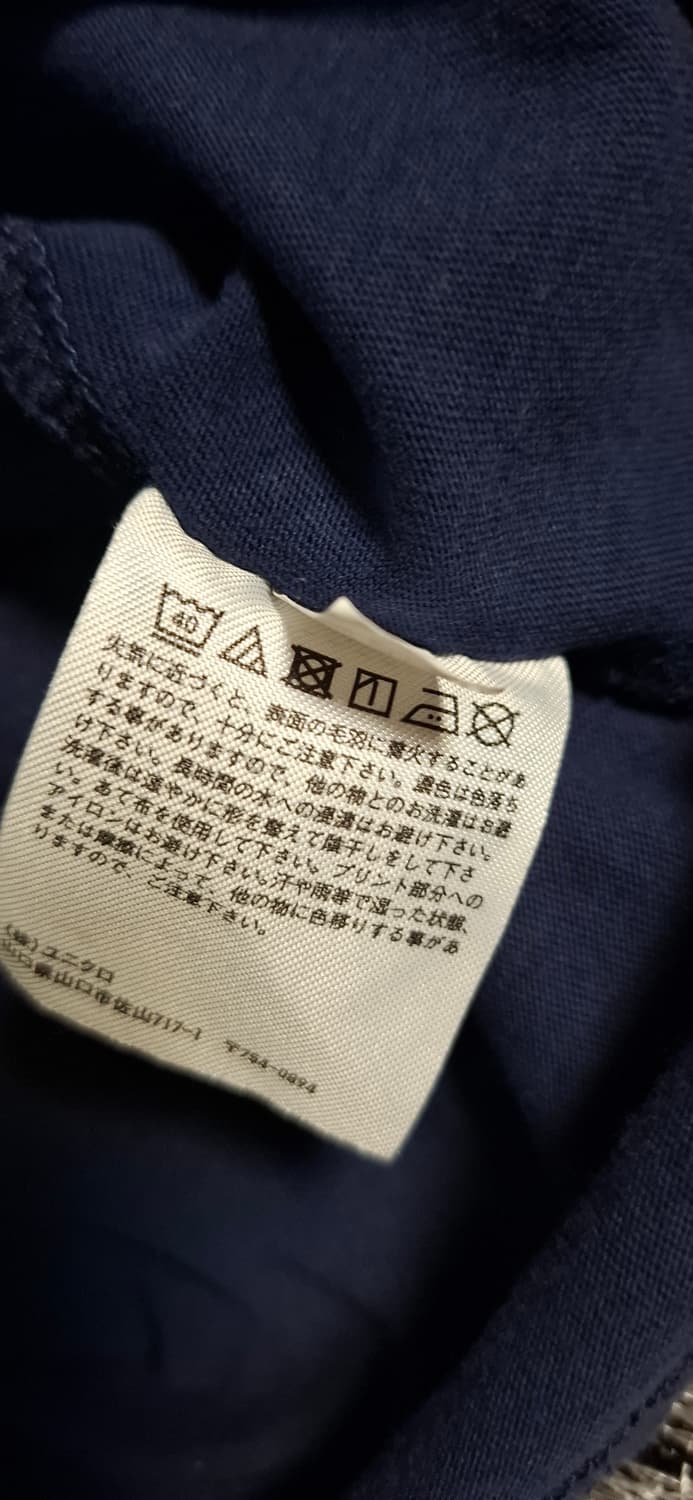 40
火気に近づくと、表面の毛羽に着火することがあ
りますので、十分にご注意下さい。濃色は色落ち
する事がありますので、他の物とのお洗濯はお避
け下さい。長時間の水への浸漬はお避け下さい。
洗濯後は速やかに形を整えて陰干しをして下さ
い。あて布を使用して下さい。プリント部分への
アイロンはお避け下さい。汗や雨等で湿った状態、
または摩擦によって、他の物に色移りする事があ
りますので、ご注意下さい。
(株)ユニクロ
山口県山口市佐山717-1 〒754-0894